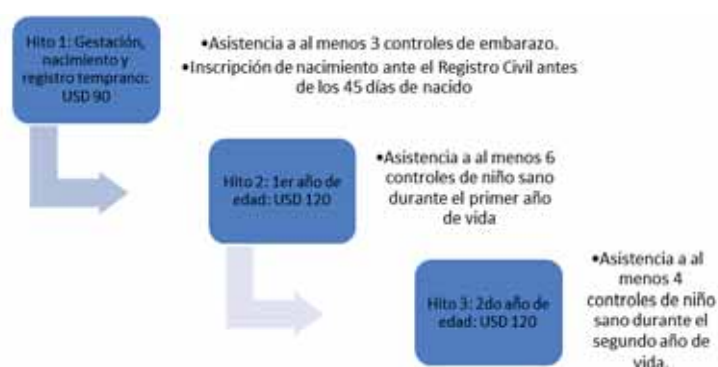 Hito 1: Gestación,
nacimiento y
registro temprano:
USD 90
•Asistencia a al menos 3 controles de embarazo.
•Inscripción de nacimiento ante el Registro Civil antes
de los 45 días de nacido
Hito 2: 1er año de
edad: USD 120
•Asistencia a al menos 6
controles de niño sano
durante el primer año
de vida
Hito 3: 2do año de
edad: USD 120
•Asistencia a al
menos 4
controles de niño
sano durante el
segundo año de
vida.